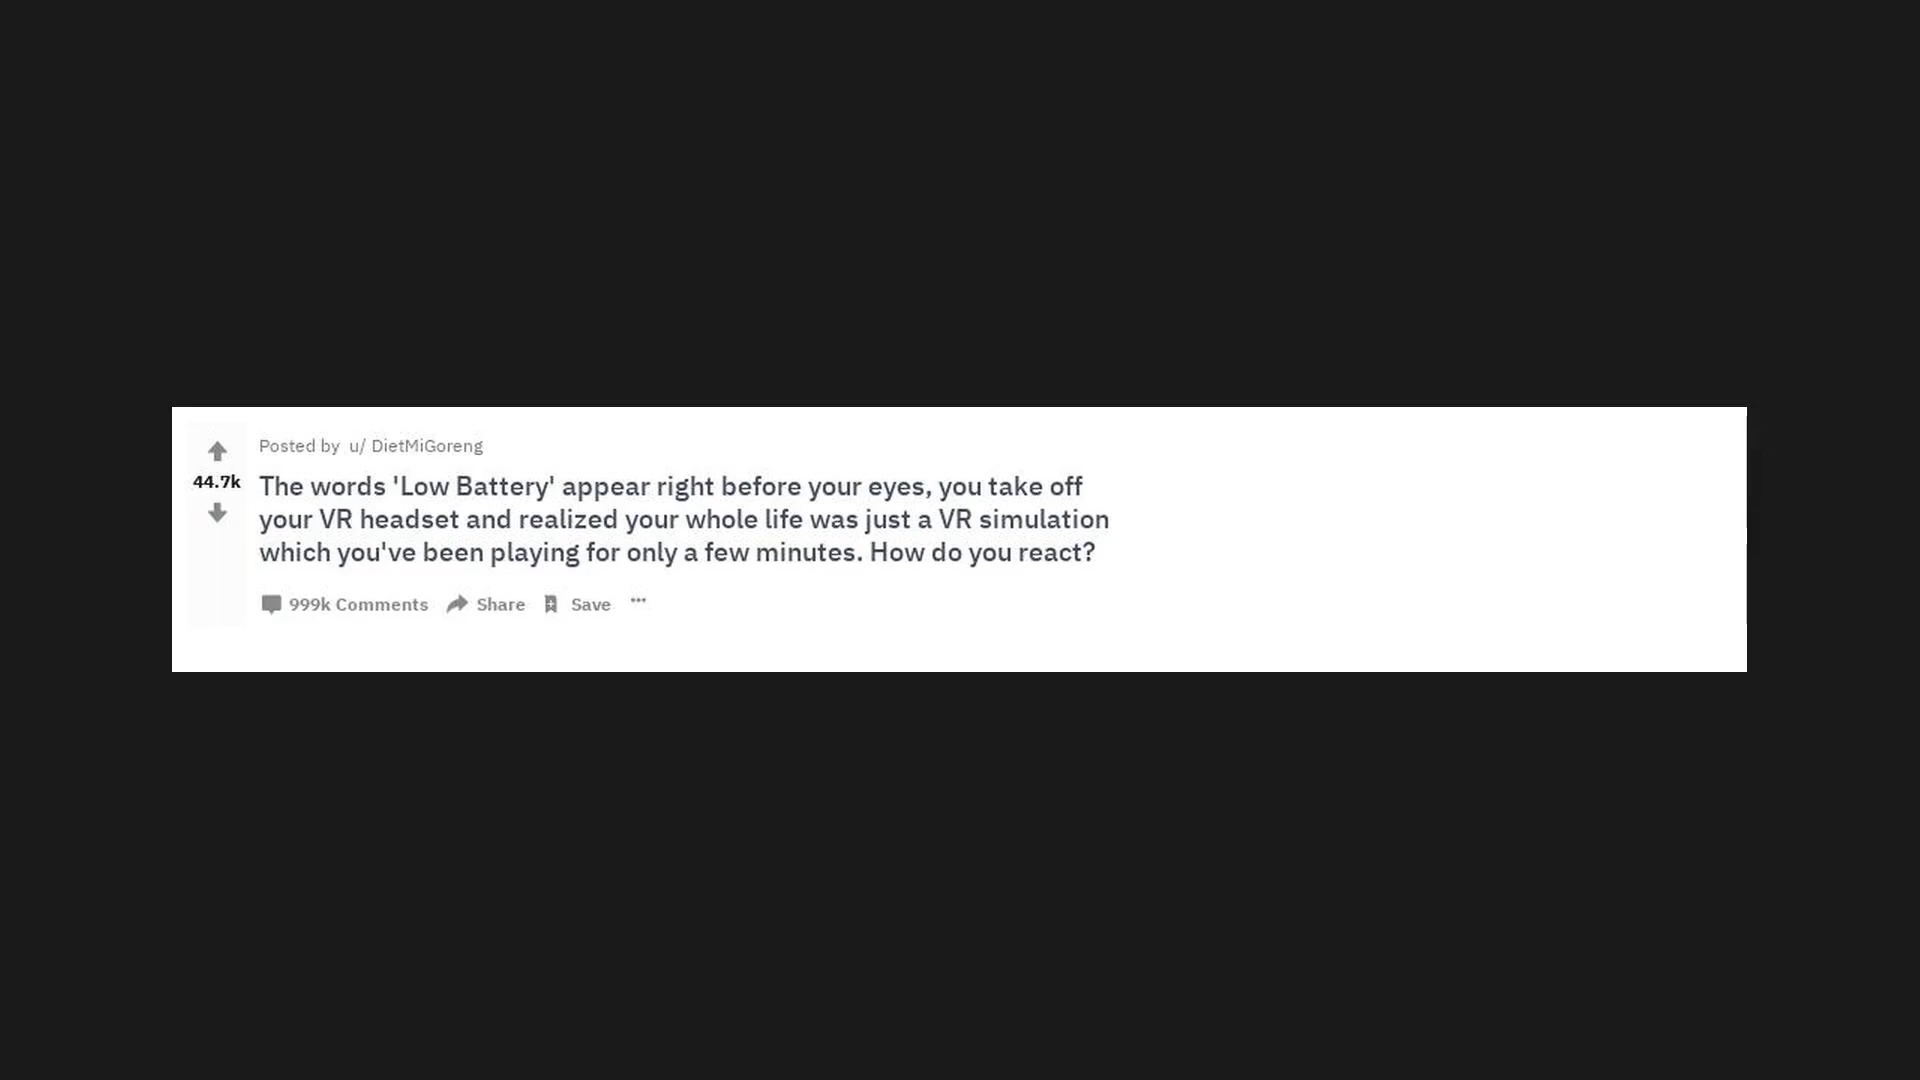 Posted by u/ DietMiGoreng
44.7k
The words 'Low Battery' appear right before your eyes, you take off
your VR headset and realized your whole life was just a VR simulation
which you've been playing for only a few minutes. How do you react?
999k Comments Share Save ...